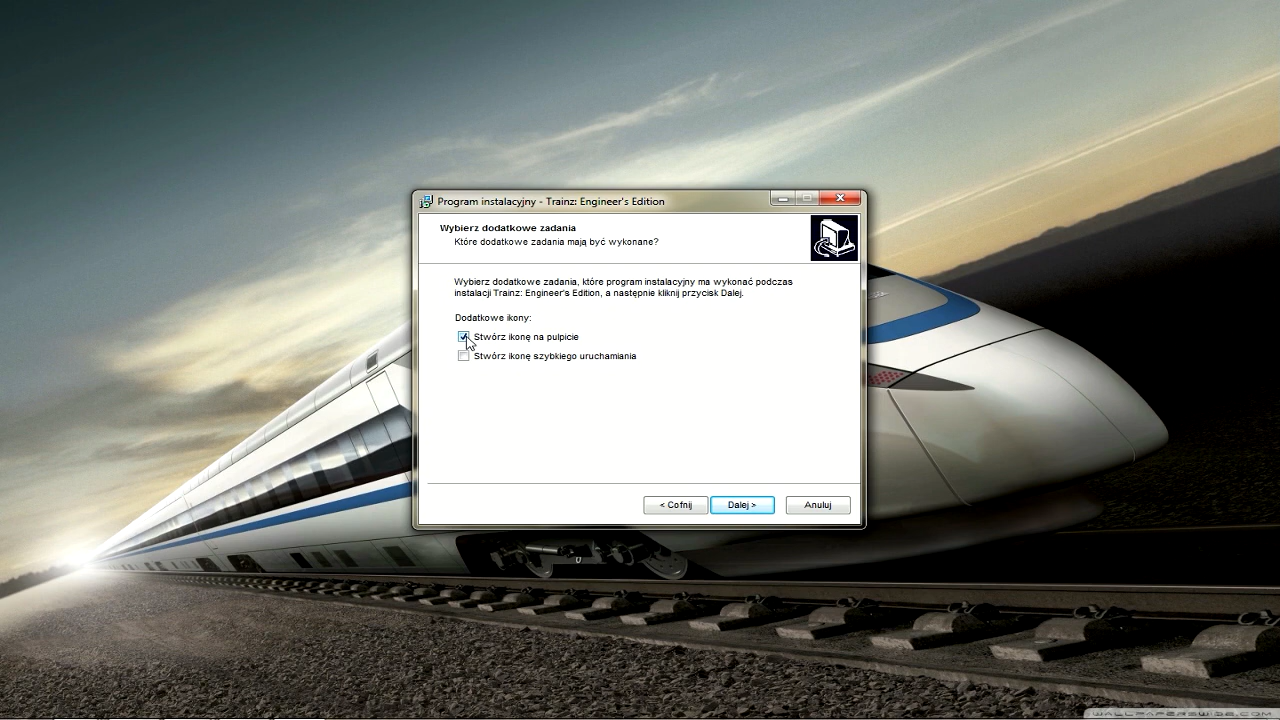 Program instalacyjny - Trainz: Engineer's Edition
Wybierz dodatkowe zadania
Które dodatkowe zadania mają być wykonane?
Wybierz dodatkowe zadania, które program instalacyjny ma wykonać podczas
instalacji Trainz: Engineer's Edition, a następnie kliknij przycisk Dalej.
Dodatkowe ikony:
Stwórz ikonę na pulpicie
Stwórz ikonę szybkiego uruchamiania
< Cofnij
Dalej >
Anuluj
WALLPAPERSWIDE.COM